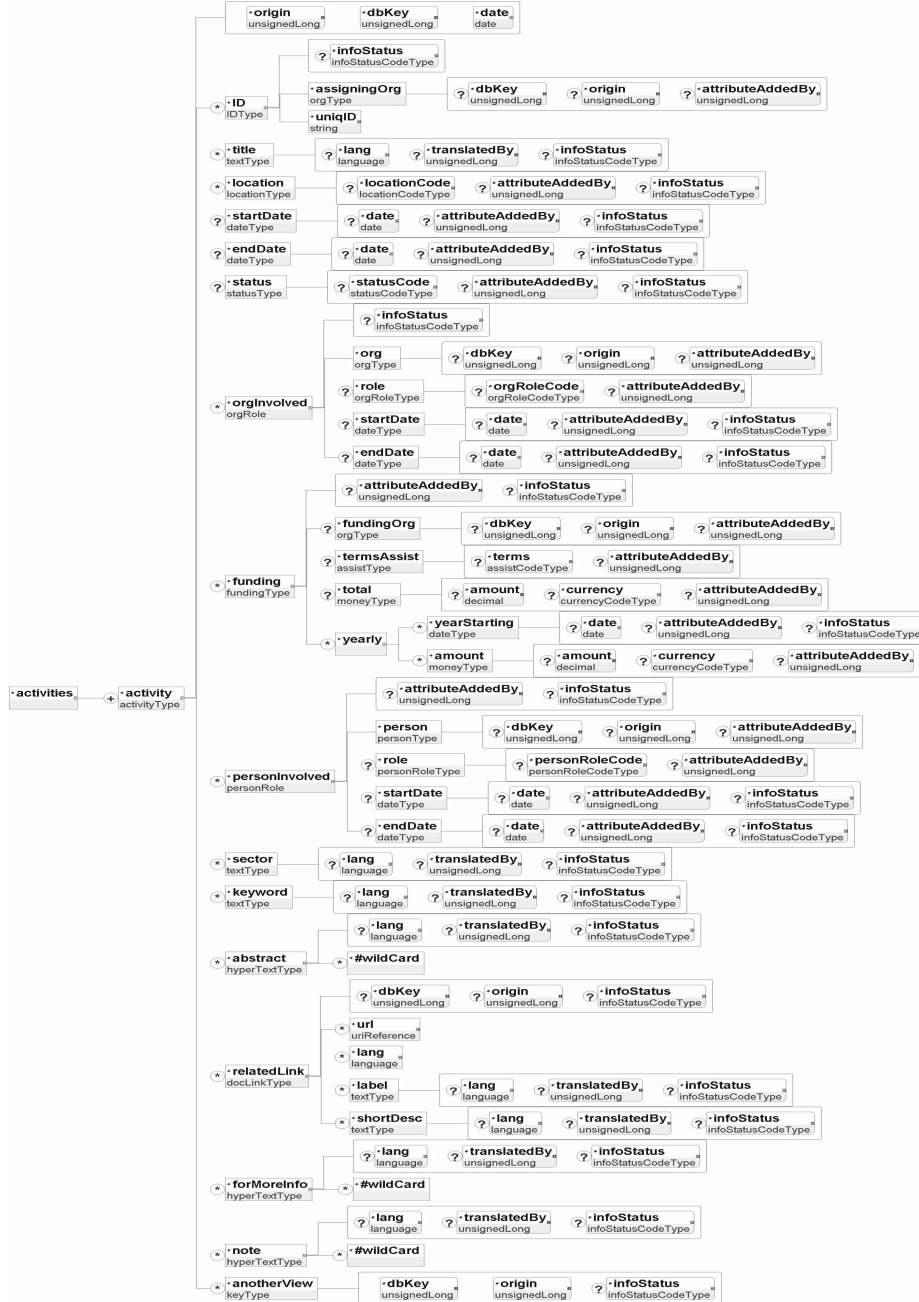 origin dbKey date
unsignedLong unsignedLong date
? infoStatus
infoStatusCodeType
* ID
IDType
assigningOrg ? dbKey ? origin ? attributeAddedBy
orgType unsignedLong unsignedLong unsignedLong
uniqID
string
* title ? lang ? translatedBy ? infoStatus
textType language unsignedLong infoStatusCodeType
* location ? locationCode ? attributeAddedBy ? infoStatus
locationType locationCodeType unsignedLong infoStatusCodeType
? startDate ? date ? attributeAddedBy ? infoStatus
dateType date unsignedLong infoStatusCodeType
? endDate ? date ? attributeAddedBy ? infoStatus
dateType date unsignedLong infoStatusCodeType
? status ? statusCode ? attributeAddedBy ? infoStatus
statusType statusCodeType unsignedLong infoStatusCodeType
? infoStatus
infoStatusCodeType
org ? dbKey ? origin ? attributeAddedBy
orgType unsignedLong unsignedLong unsignedLong
? role ? orgRoleCode ? attributeAddedBy
orgRoleType orgRoleCodeType unsignedLong
* orgInvolved
orgRole
? startDate ? date ? attributeAddedBy ? infoStatus
dateType date unsignedLong infoStatusCodeType
? endDate ? date ? attributeAddedBy ? infoStatus
dateType date unsignedLong infoStatusCodeType
? attributeAddedBy ? infoStatus
unsignedLong infoStatusCodeType
? fundingOrg ? dbKey ? origin ? attributeAddedBy
orgType unsignedLong unsignedLong unsignedLong
? termsAssist ? terms ? attributeAddedBy
assistType assistCodeType unsignedLong
* funding
fundingType
? total ? amount ? currency ? attributeAddedBy
moneyType decimal currencyCodeType unsignedLong
* yearly
* yearStarting ? date ? attributeAddedBy ? infoStatus
dateType date unsignedLong infoStatusCodeType
* amount ? amount ? currency ? attributeAddedBy
moneyType decimal currencyCodeType unsignedLong
activities + activity
activityType
? attributeAddedBy ? infoStatus
unsignedLong infoStatusCodeType
person ? dbKey ? origin ? attributeAddedBy
personType unsignedLong unsignedLong unsignedLong
? role ? personRoleCode ? attributeAddedBy
personRoleType personRoleCodeType unsignedLong
* personInvolved
personRole
? startDate ? date ? attributeAddedBy ? infoStatus
dateType date unsignedLong infoStatusCodeType
? endDate ? date ? attributeAddedBy ? infoStatus
dateType date unsignedLong infoStatusCodeType
* sector ? lang ? translatedBy ? infoStatus
textType language unsignedLong infoStatusCodeType
* keyword ? lang ? translatedBy ? infoStatus
textType language unsignedLong infoStatusCodeType
? lang ? translatedBy ? infoStatus
language unsignedLong infoStatusCodeType
* abstract * #wildCard
hyperTextType
? dbKey ? origin ? infoStatus
unsignedLong unsignedLong infoStatusCodeType
* url
uriReference
* lang
language
* relatedLink
docLinkType
* label ? lang ? translatedBy ? infoStatus
textType language unsignedLong infoStatusCodeType
* shortDesc ? lang ? translatedBy ? infoStatus
textType language unsignedLong infoStatusCodeType
? lang ? translatedBy ? infoStatus
language unsignedLong infoStatusCodeType
* forMoreInfo * #wildCard
hyperTextType
? lang ? translatedBy ? infoStatus
language unsignedLong infoStatusCodeType
* note * #wildCard
hyperTextType
* anotherView dbKey origin ? infoStatus
keyType unsignedLong unsignedLong infoStatusCodeType